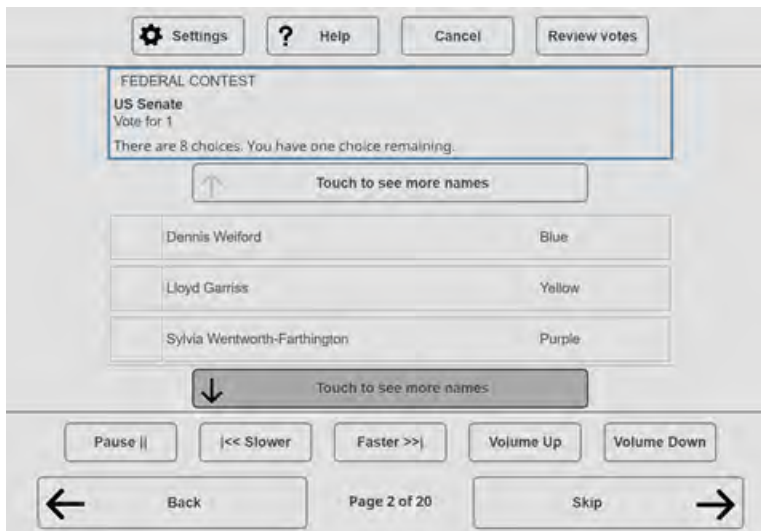 Settings
? Help
Cancel
Review votes
FEDERAL CONTEST
US Senate
Vote for 1
There are 8 choices. You have one choice remaining.
Touch to see more names
Dennis Weiford Blue
Lloyd Garriss Yellow
Sylvia Wentworth-Farthington Purple
Touch to see more names
Pause ||
|<< Slower
Faster >>|
Volume Up
Volume Down
Back
Page 2 of 20
Skip